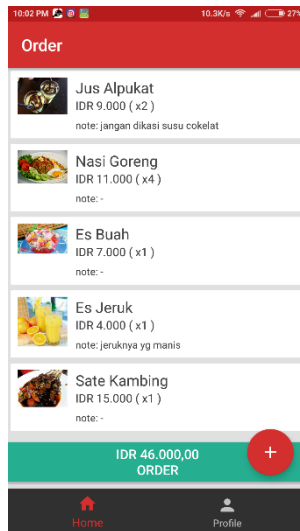 10:02 PM
10.3K/s
27%
Order
Jus Alpukat
IDR 9.000 ( x2 )
note: jangan dikasi susu cokelat
Nasi Goreng
IDR 11.000 ( x4 )
note: -
Es Buah
IDR 7.000 ( x1 )
note: -
Es Jeruk
IDR 4.000 ( x1 )
note: jeruknya yg manis
Sate Kambing
IDR 15.000 ( x1 )
note: -
IDR 46.000,00
ORDER
+
Home
Profile